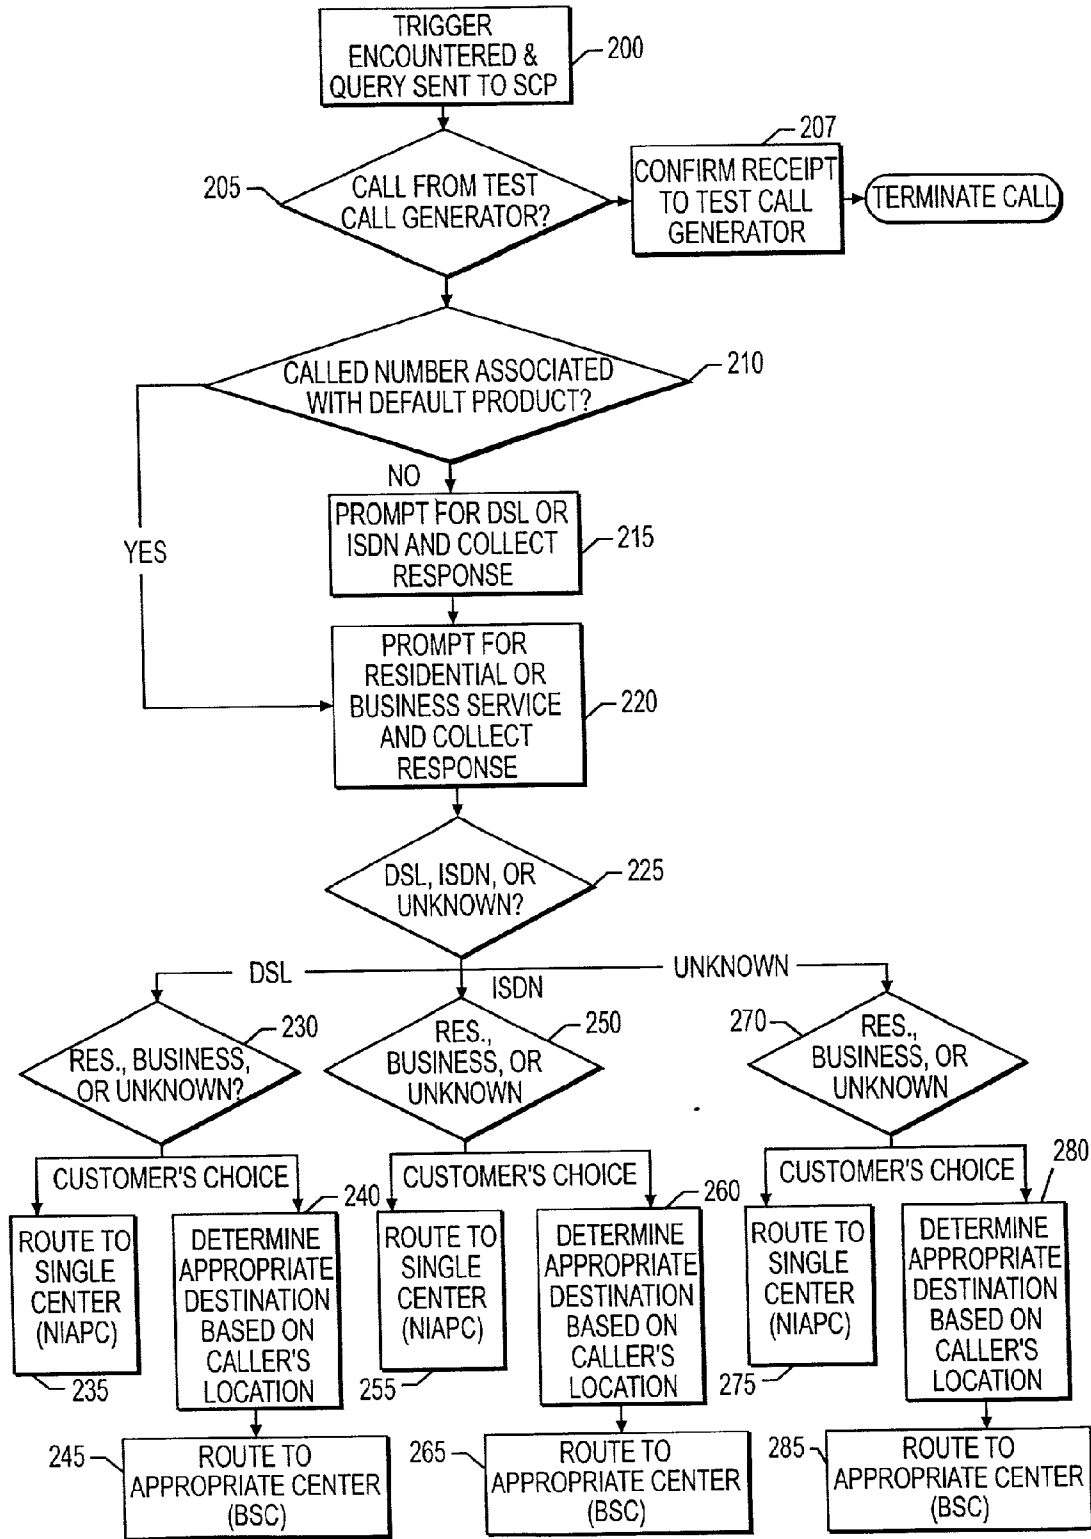 TRIGGER
ENCOUNTERED &
QUERY SENT TO SCP
200
205
CALL FROM TEST
CALL GENERATOR?
207
CONFIRM RECEIPT
TO TEST CALL
GENERATOR
TERMINATE CALL
CALLED NUMBER ASSOCIATED
WITH DEFAULT PRODUCT?
210
NO
YES
PROMPT FOR DSL OR
ISDN AND COLLECT
RESPONSE
215
PROMPT FOR
RESIDENTIAL OR
BUSINESS SERVICE
AND COLLECT
RESPONSE
220
DSL, ISDN, OR
UNKNOWN?
225
DSL
ISDN
UNKNOWN
RES., BUSINESS,
OR UNKNOWN?
230
RES.,
BUSINESS, OR
UNKNOWN
250
RES.,
BUSINESS, OR
UNKNOWN
270
CUSTOMER'S CHOICE
CUSTOMER'S CHOICE
CUSTOMER'S CHOICE
ROUTE TO
SINGLE
CENTER
(NIAPC)
235
240
DETERMINE
APPROPRIATE
DESTINATION
BASED ON
CALLER'S
LOCATION
ROUTE TO
SINGLE
CENTER
(NIAPC)
255
260
DETERMINE
APPROPRIATE
DESTINATION
BASED ON
CALLER'S
LOCATION
ROUTE TO
SINGLE
CENTER
(NIAPC)
275
280
DETERMINE
APPROPRIATE
DESTINATION
BASED ON
CALLER'S
LOCATION
245
ROUTE TO
APPROPRIATE CENTER
(BSC)
265
ROUTE TO
APPROPRIATE CENTER
(BSC)
285
ROUTE TO
APPROPRIATE CENTER
(BSC)